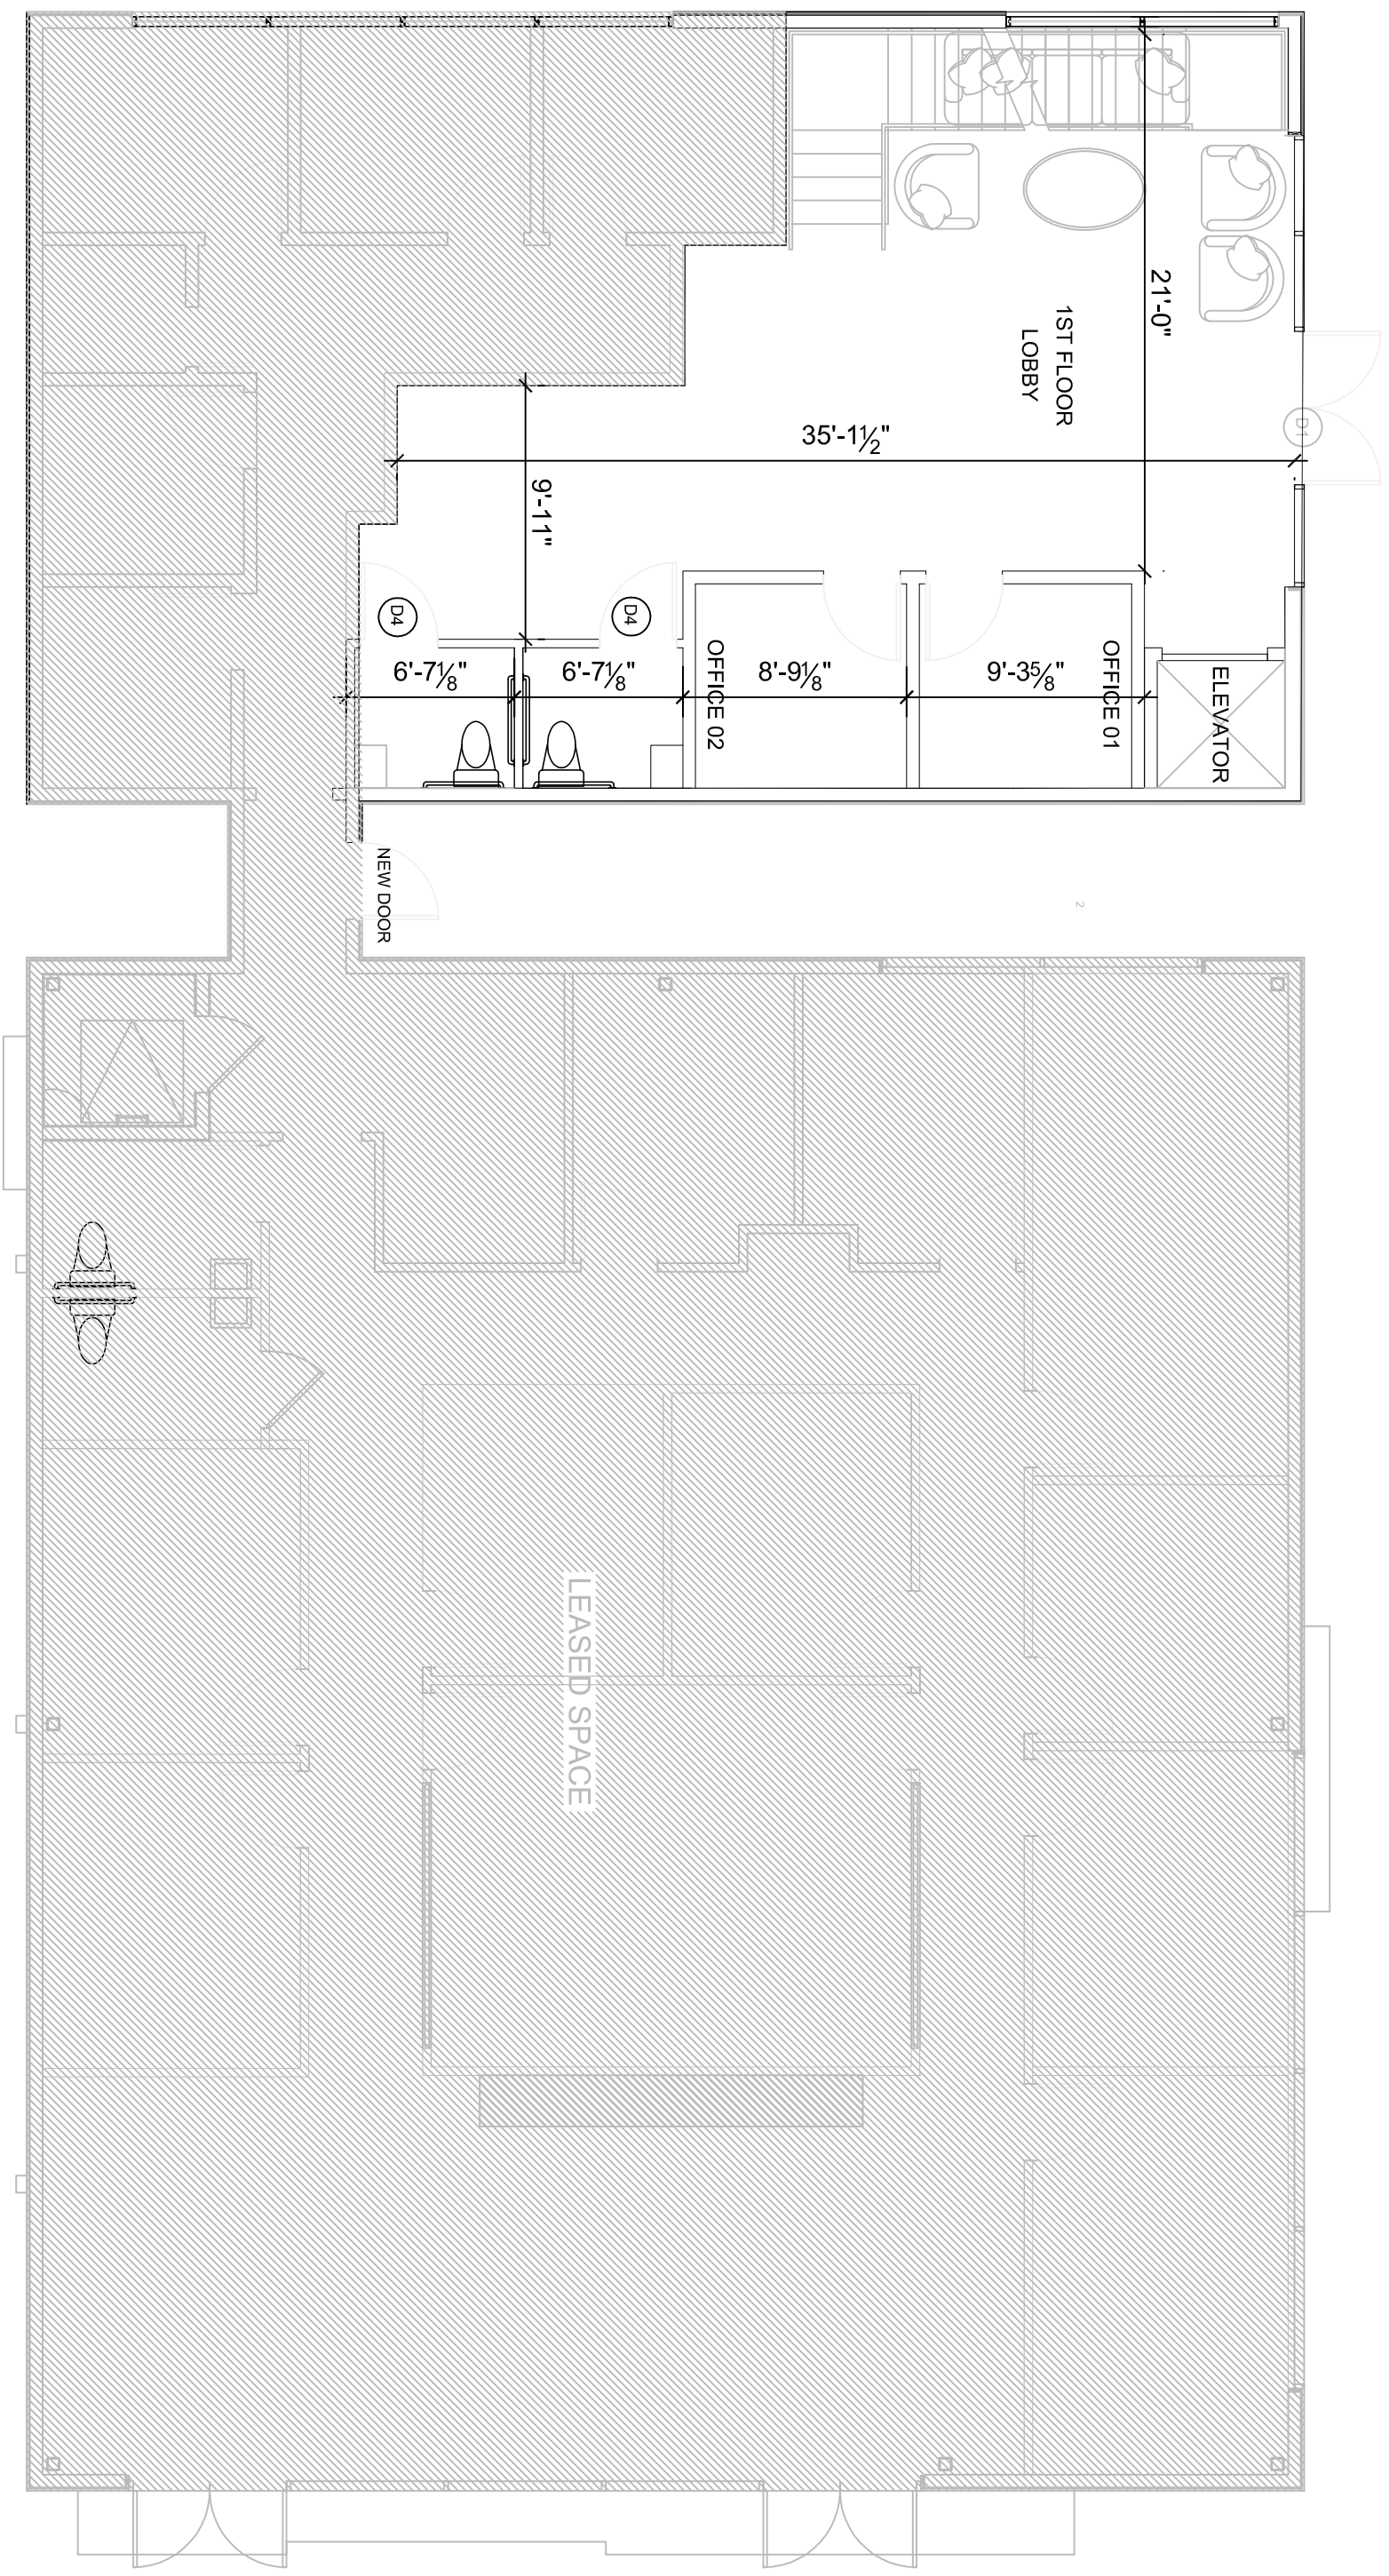 21'-0"
1ST FLOOR
LOBBY
D1
35'-1½"
9'-11"
D4
D4
6'-7⅛"
6'-7⅛"
OFFICE 02
8'-9⅛"
9'-3⅝"
OFFICE 01
ELEVATOR
NEW DOOR
2
LEASED SPACE